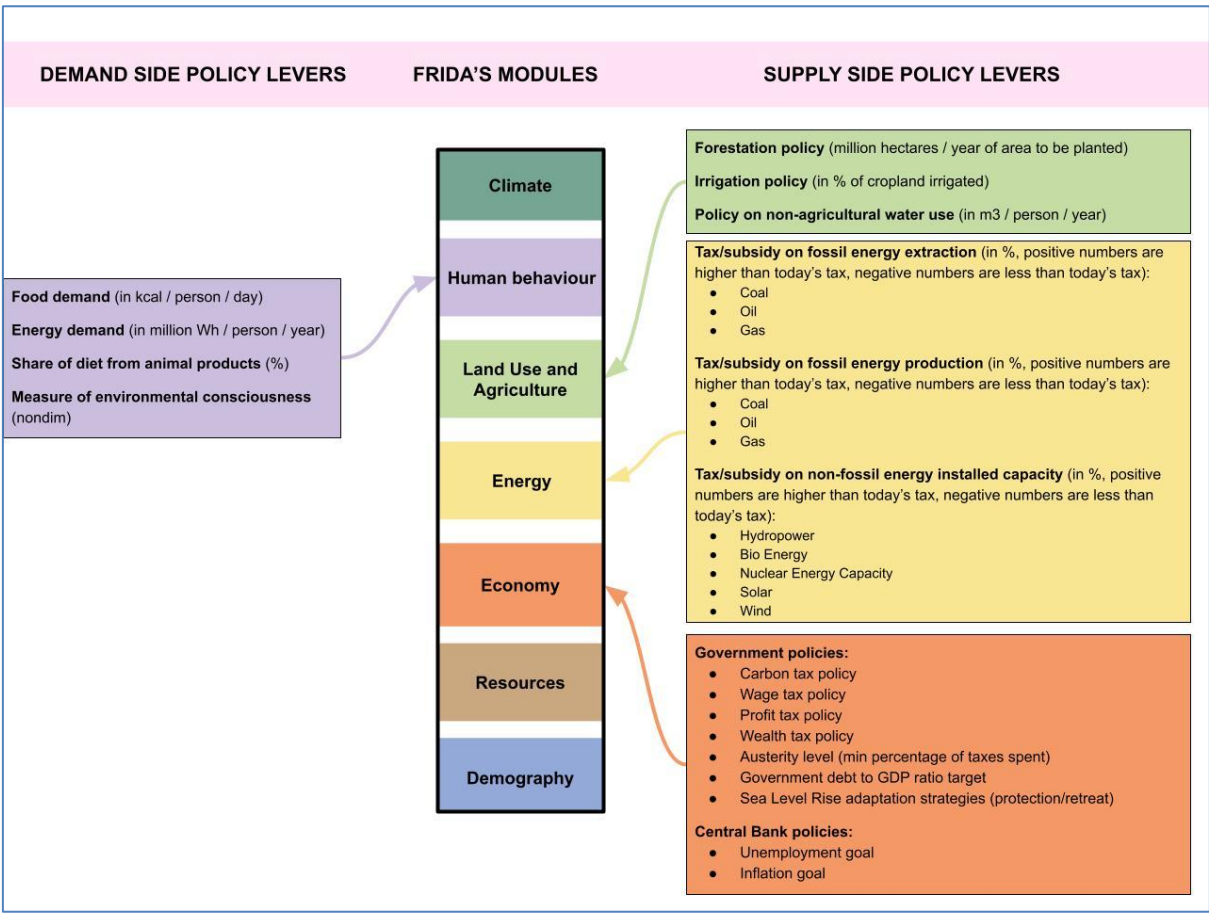 DEMAND SIDE POLICY LEVERS
FRIDA'S MODULES
SUPPLY SIDE POLICY LEVERS
Food demand (in kcal / person / day)
Energy demand (in million Wh / person / year)
Share of diet from animal products (%)
Measure of environmental consciousness
(nondim)
Climate
Human behaviour
Land Use and
Agriculture
Energy
Economy
Resources
Demography
Forestation policy (million hectares / year of area to be planted)
Irrigation policy (in % of cropland irrigated)
Policy on non-agricultural water use (in m3 / person / year)
Tax/subsidy on fossil energy extraction (in %, positive numbers are
higher than today's tax, negative numbers are less than today's tax):
● Coal
● Oil
● Gas
Tax/subsidy on fossil energy production (in %, positive numbers are
higher than today's tax, negative numbers are less than today's tax):
● Coal
● Oil
● Gas
Tax/subsidy on non-fossil energy installed capacity (in %, positive
numbers are higher than today's tax, negative numbers are less than
today's tax):
● Hydropower
● Bio Energy
● Nuclear Energy Capacity
● Solar
● Wind
Government policies:
● Carbon tax policy
● Wage tax policy
● Profit tax policy
● Wealth tax policy
● Austerity level (min percentage of taxes spent)
● Government debt to GDP ratio target
● Sea Level Rise adaptation strategies (protection/retreat)
Central Bank policies:
● Unemployment goal
● Inflation goal